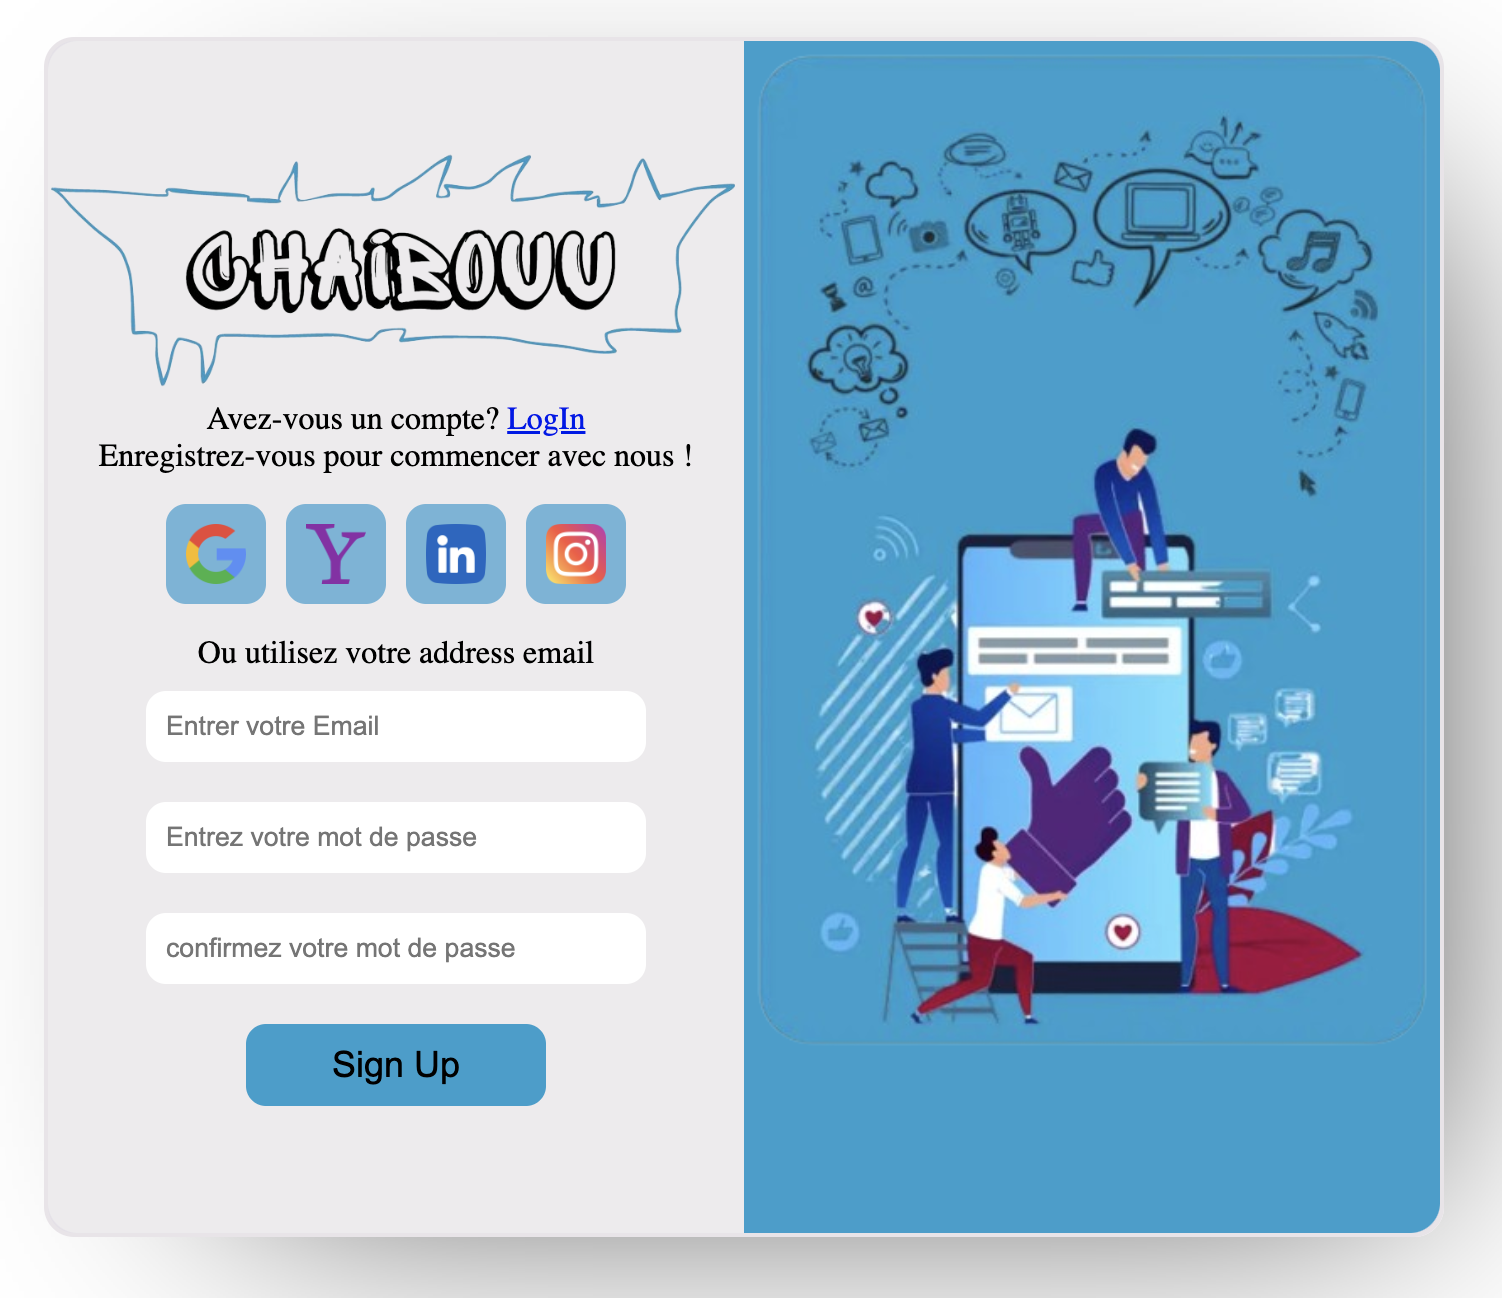 CHAiBOUU
Avez-vous un compte? LogIn
Enregistrez-vous pour commencer avec nous !
Ou utilisez votre address email
Entrer votre Email
Entrez votre mot de passe
confirmez votre mot de passe
Sign Up